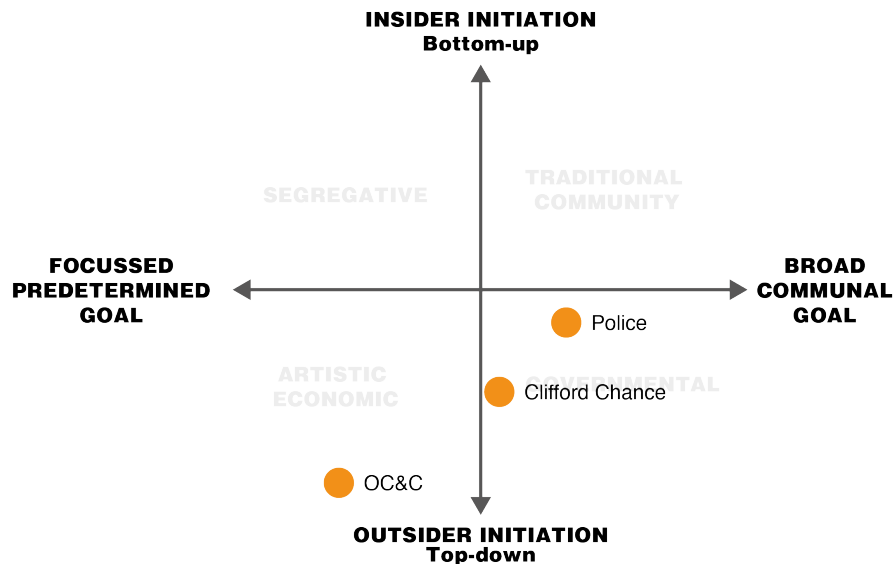 INSIDER INITIATION
Bottom-up
SEGREGATIVE
TRADITIONAL
COMMUNITY
FOCUSSED
PREDETERMINED
GOAL
BROAD
COMMUNAL
GOAL
Police
ARTISTIC
ECONOMIC
GOVERNMENTAL
Clifford Chance
OC&C
OUTSIDER INITIATION
Top-down